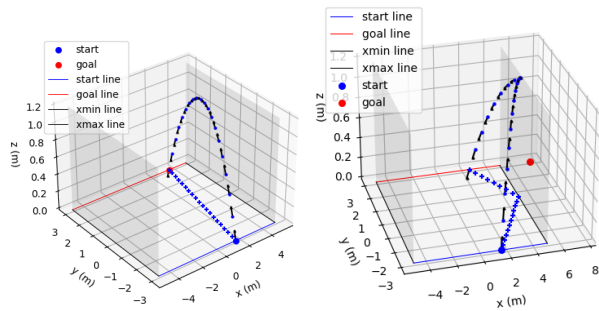 start
goal
start line
goal line
xmin line
xmax line
1.2
1.0
0.8
0.6
0.4
0.2
0.0
z (m)
3
2
1
0
−1
−2
−3
y (m)
−4
−2
0
2
4
x (m)
start line
goal line
xmin line
xmax line
start
goal
1.2
1.0
0.8
0.6
0.4
0.2
0.0
z (m)
3
2
1
0
−1
−2
−2
y (m)
−4
−2
0
2
4
6
8
x (m)